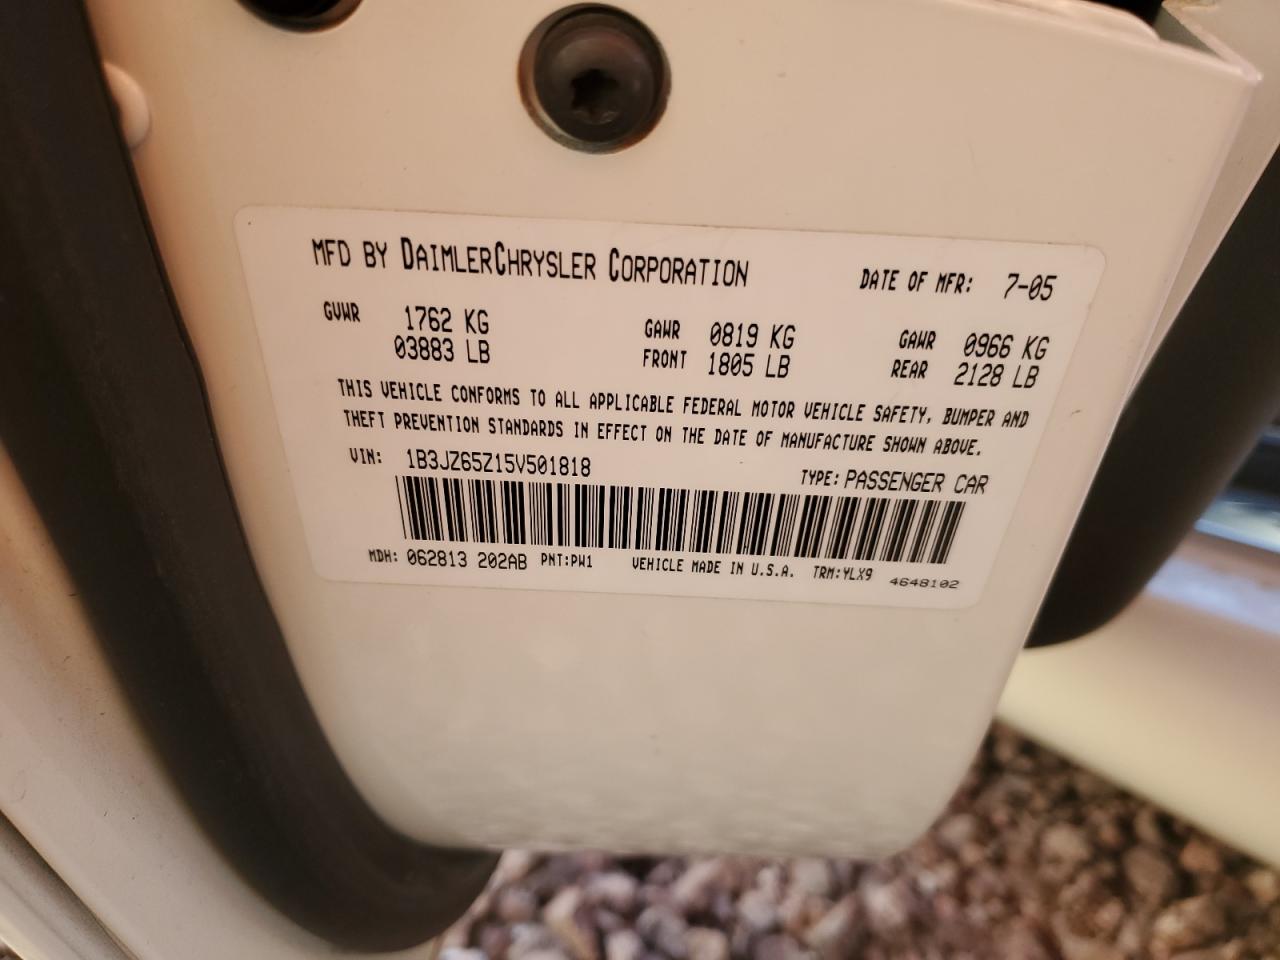 MFD BY DAIMLERCHRYSLER CORPORATION DATE OF MFR: 7-05
GVWR 1762 KG GAWR 0819 KG GAWR 0966 KG
03883 LB FRONT 1805 LB REAR 2128 LB
THIS VEHICLE CONFORMS TO ALL APPLICABLE FEDERAL MOTOR VEHICLE SAFETY, BUMPER AND
THEFT PREVENTION STANDARDS IN EFFECT ON THE DATE OF MANUFACTURE SHOWN ABOVE.
VIN: 1B3JZ65Z15V501818 TYPE: PASSENGER CAR
MDH: 062813 202AB PNT:PW1 VEHICLE MADE IN U.S.A. TRM:YLX9 4648102